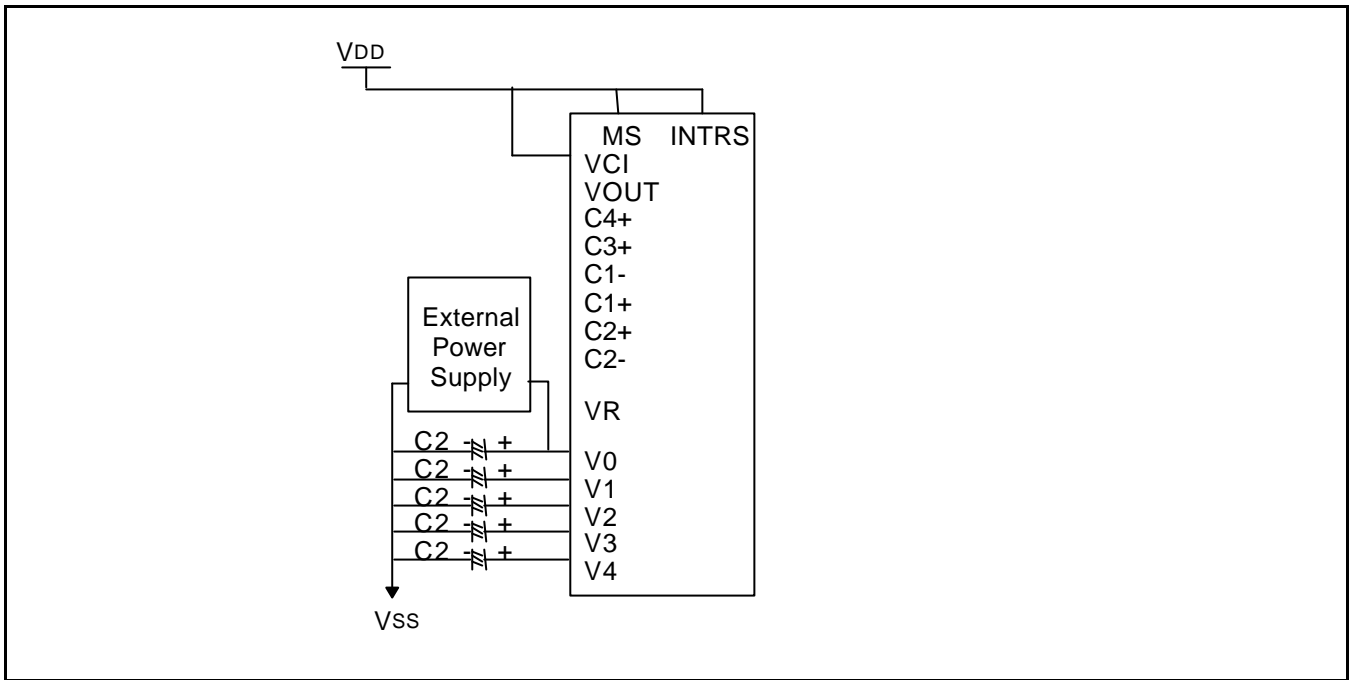 VDD
MS INTRS
VCI
VOUT
C4+
C3+
C1-
C1+
C2+
C2-
External
Power
Supply
VR
C2 - +
V0
C2 - +
V1
C2 - +
V2
C2 - +
V3
C2 - +
V4
VSS